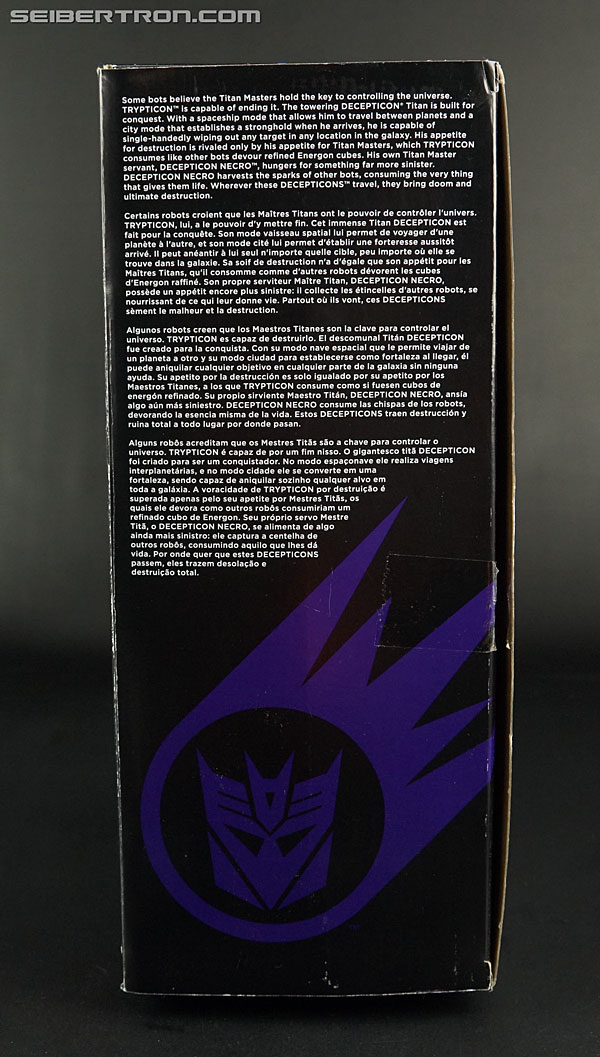 SEIBERTRON.COM
Some bots believe the Titan Masters hold the key to controlling the universe.
TRYPTICON™ is capable of ending it. The towering DECEPTICON® Titan is built for
conquest. With a spaceship mode that allows him to travel between planets and a
city mode that establishes a stronghold when he arrives, he is capable of
single-handedly wiping out any target in any location in the galaxy. His appetite
for destruction is rivaled only by his appetite for Titan Masters, which TRYPTICON
consumes like other bots devour refined Energon cubes. His own Titan Master
servant, DECEPTICON NECRO™, hungers for something far more sinister.
DECEPTICON NECRO harvests the sparks of other bots, consuming the very thing
that gives them life. Wherever these DECEPTICONS™ travel, they bring doom and
ultimate destruction.
Certains robots croient que les Maîtres Titans ont le pouvoir de contrôler l'univers.
TRYPTICON, lui, a le pouvoir d'y mettre fin. Cet immense Titan DECEPTICON est
fait pour la conquête. Son mode vaisseau spatial lui permet de voyager d'une
planète à l'autre, et son mode cité lui permet d'établir une forteresse aussitôt
arrivé. Il peut anéantir à lui seul n'importe quelle cible, peu importe où elle se
trouve dans la galaxie. Sa soif de destruction n'a d'égale que son appétit pour les
Maîtres Titans, qu'il consomme comme d'autres robots dévorent les cubes
d'Energon raffiné. Son propre serviteur Maître Titan, DECEPTICON NECRO,
possède un appétit encore plus sinistre: il collecte les étincelles d'autres robots, se
nourrissant de ce qui leur donne vie. Partout où ils vont, ces DECEPTICONS
sèment le malheur et la destruction.
Algunos robots creen que los Maestros Titanes son la clave para controlar el
universo. TRYPTICON es capaz de destruirlo. El descomunal Titán DECEPTICON
fue creado para la conquista. Con su modo nave espacial que le permite viajar de
un planeta a otro y su modo ciudad para establecerse como fortaleza al llegar, él
puede aniquilar cualquier objetivo en cualquier parte de la galaxia sin ninguna
ayuda. Su apetito por la destrucción es solo igualado por su apetito por los
Maestros Titanes, a los que TRYPTICON consume como si fuesen cubos de
energón refinado. Su propio sirviente Maestro Titán, DECEPTICON NECRO, ansía
algo aún más siniestro. DECEPTICON NECRO consume las chispas de los robots,
devorando la esencia misma de la vida. Estos DECEPTICONS traen destrucción y
ruina total a todo lugar por donde pasan.
Alguns robôs acreditam que os Mestres Titãs são a chave para controlar o
universo. TRYPTICON é capaz de por um fim nisso. O gigantesco titã DECEPTICON
foi criado para ser um conquistador. No modo espaçonave ele realiza viagens
interplanetárias, e no modo cidade ele se converte em uma
fortaleza, sendo capaz de aniquilar sozinho qualquer alvo em
toda a galáxia. A voracidade de TRYPTICON por destruição é
superada apenas pelo seu apetite por Mestres Titãs, os
quais ele devora como outros robôs consumiriam um
refinado cubo de Energon. Seu próprio servo Mestre
Titã, o DECEPTICON NECRO, se alimenta de algo
ainda mais sinistro: ele captura a centelha de
outros robôs, consumindo aquilo que lhes dá
vida. Por onde quer que estes DECEPTICONS
passem, eles trazem desolação e
destruição total.
™